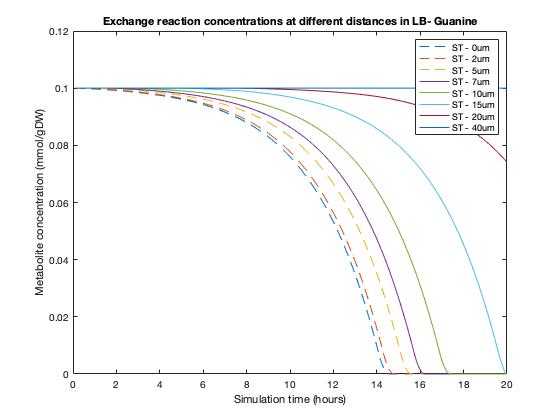 Exchange reaction concentrations at different distances in LB- Guanine
0.12
0.1
0.08
0.06
0.04
0.02
0
Metabolite concentration (mmol/gDW)
ST - 0um
ST - 2um
ST - 5um
ST - 7um
ST - 10um
ST - 15um
ST - 20um
ST - 40um
0 2 4 6 8 10 12 14 16 18 20
Simulation time (hours)